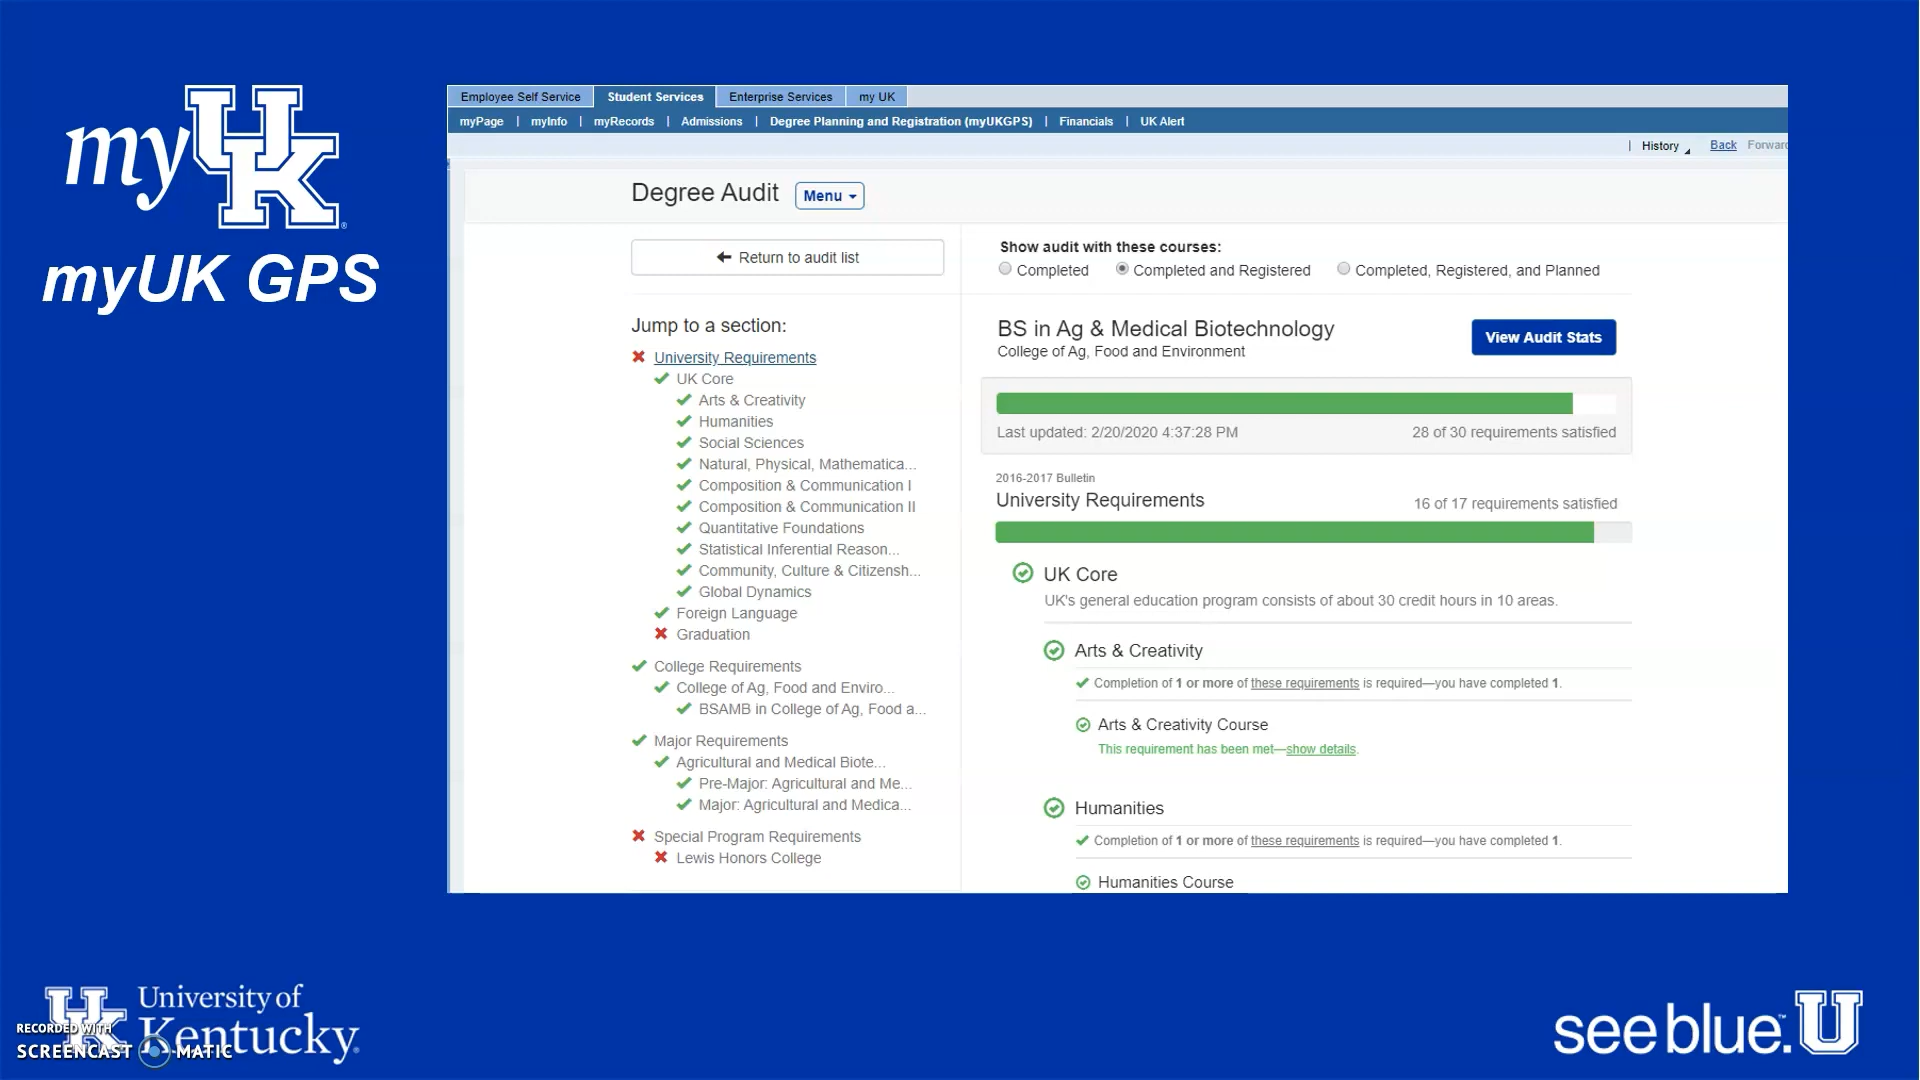 my UK
myUK GPS
Employee Self Service
Student Services
Enterprise Services
my UK
myPage | myInfo | myRecords | Admissions | Degree Planning and Registration (myUKGPS) | Financials | UK Alert
| History Back Forward
Degree Audit
Menu
Return to audit list
Jump to a section:
University Requirements
UK Core
Arts & Creativity
Humanities
Social Sciences
Natural, Physical, Mathematica...
Composition & Communication I
Composition & Communication II
Quantitative Foundations
Statistical Inferential Reason...
Community, Culture & Citizensh...
Global Dynamics
Foreign Language
Graduation
College Requirements
College of Ag, Food and Enviro...
BSAMB in College of Ag, Food a...
Major Requirements
Agricultural and Medical Biote...
Pre-Major: Agricultural and Me...
Major: Agricultural and Medica...
Special Program Requirements
Lewis Honors College
Show audit with these courses:
Completed
Completed and Registered
Completed, Registered, and Planned
BS in Ag & Medical Biotechnology
College of Ag, Food and Environment
View Audit Stats
Last updated: 2/20/2020 4:37:28 PM
28 of 30 requirements satisfied
2016-2017 Bulletin
University Requirements
16 of 17 requirements satisfied
UK Core
UK's general education program consists of about 30 credit hours in 10 areas.
Arts & Creativity
Completion of 1 or more of these requirements is required—you have completed 1.
Arts & Creativity Course
This requirement has been met—show details.
Humanities
Completion of 1 or more of these requirements is required—you have completed 1.
Humanities Course
UK University of
Kentucky®
RECORDED WITH
SCREENCAST MATIC
see blue.™ U